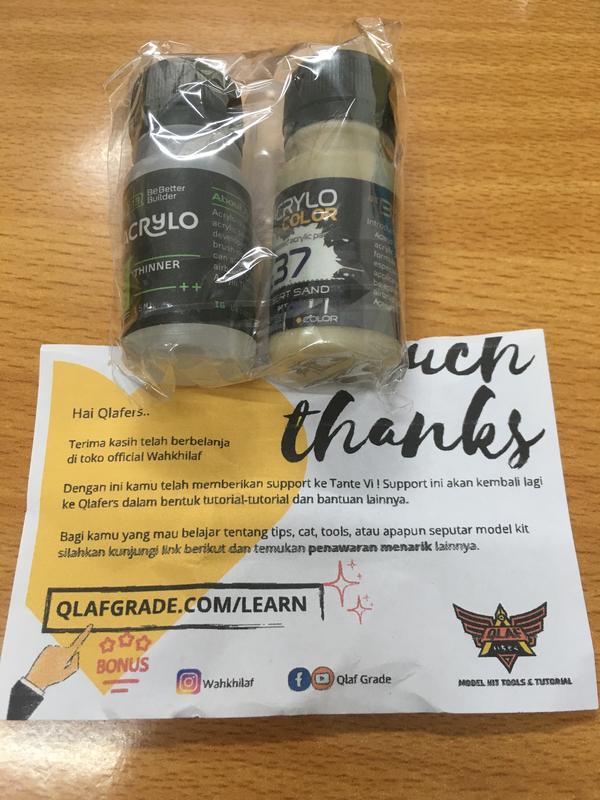 BeBetter
Builder
ACRYLO
THINNER
++
About
CRYLO
COLOR
37
SERT SAND
COLOR
uch
thanks
Hai Qlafers..
Terima kasih telah berbelanja
di toko official Wahkhilaf
Dengan ini kamu telah memberikan support ke Tante Vi ! Support ini akan kembali lagi
ke Qlafers dalam bentuk tutorial-tutorial dan bantuan lainnya.
Bagi kamu yang mau belajar tentang tips, cat, tools, atau apapun seputar model kit
silahkan kunjungi link berikut dan temukan penawaran menarik lainnya.
QLAFGRADE.COM/LEARN
BONUS
Wahkhilaf
Qlaf Grade
QLAF
MODEL KIT TOOLS & TUTORIAL